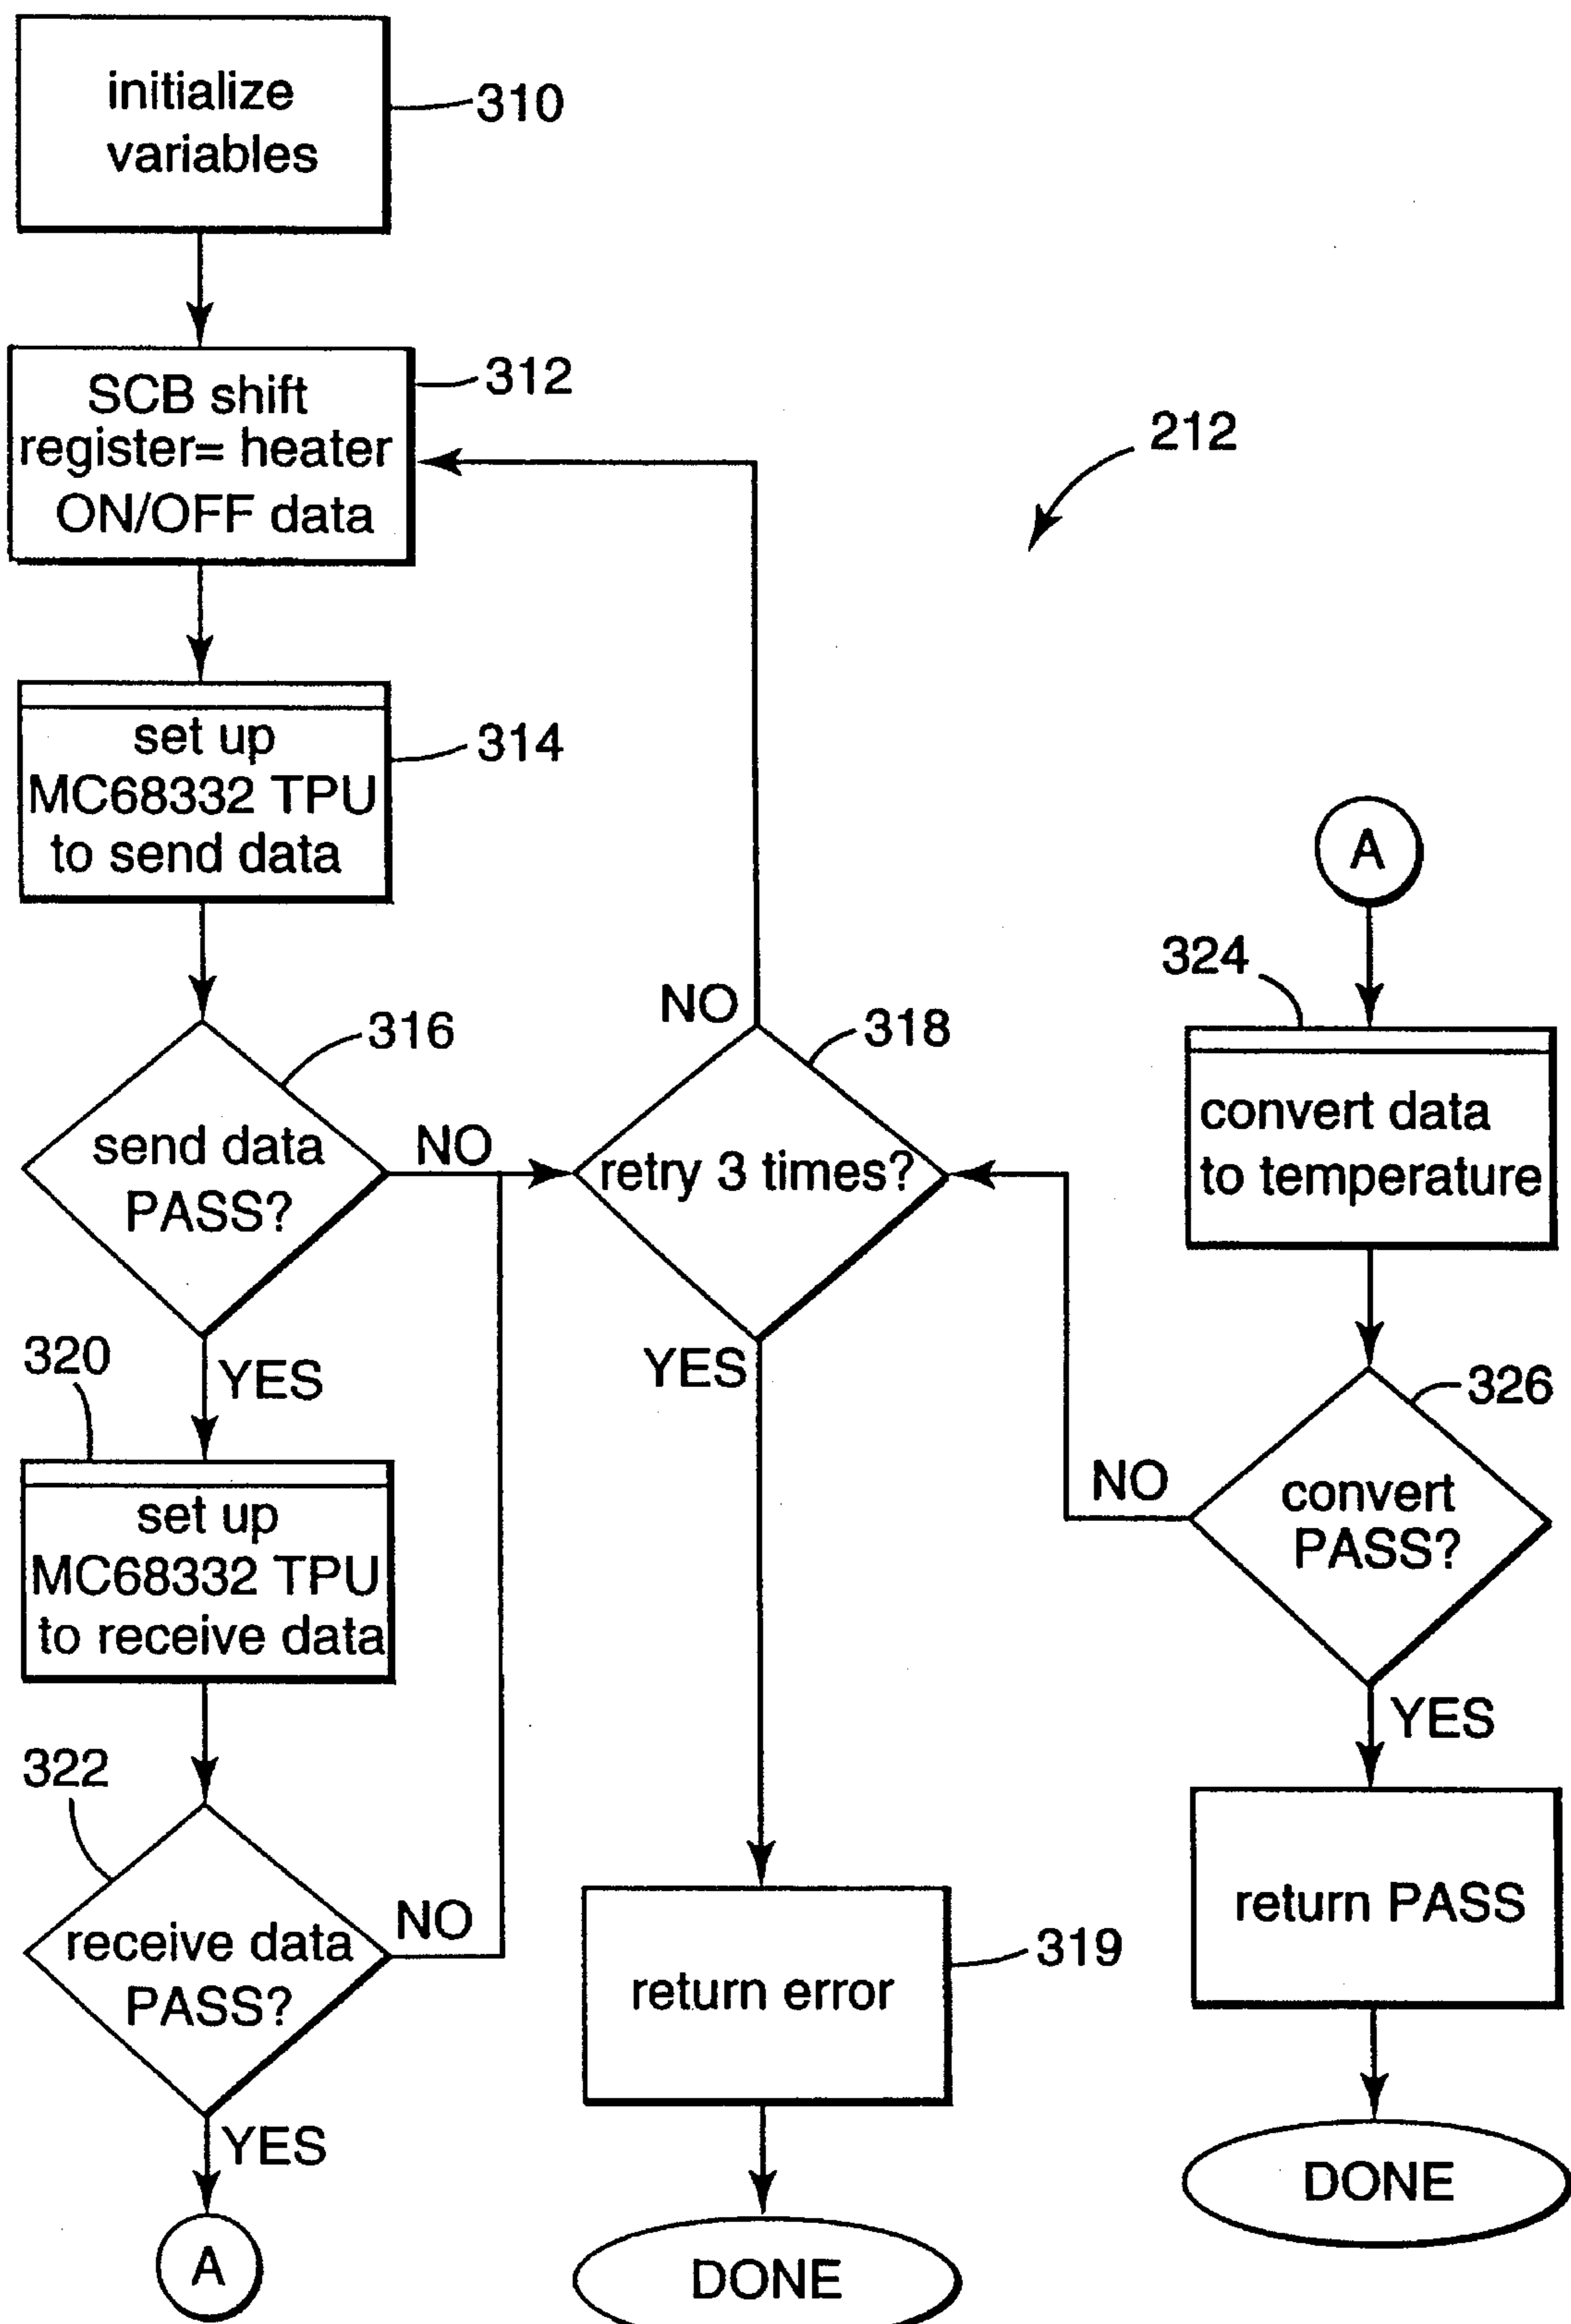 initialize
variables
310
SCB shift
register= heater
ON/OFF data
312
212
set up
MC68332 TPU
to send data
314
send data
PASS?
316
NO
YES
retry 3 times?
318
NO
YES
320
set up
MC68332 TPU
to receive data
322
receive data
PASS?
NO
YES
A
return error
319
DONE
A
324
convert data
to temperature
326
convert
PASS?
NO
YES
return PASS
DONE